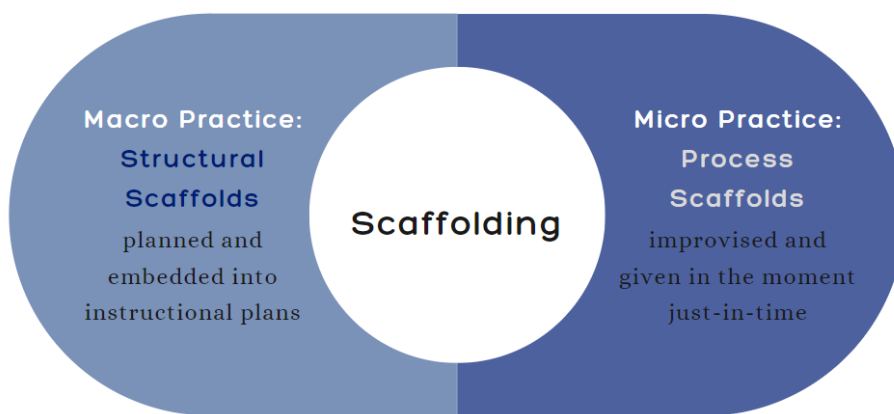 Macro Practice:
Structural
Scaffolds
planned and
embedded into
instructional plans
Scaffolding
Micro Practice:
Process
Scaffolds
improvised and
given in the moment
just-in-time